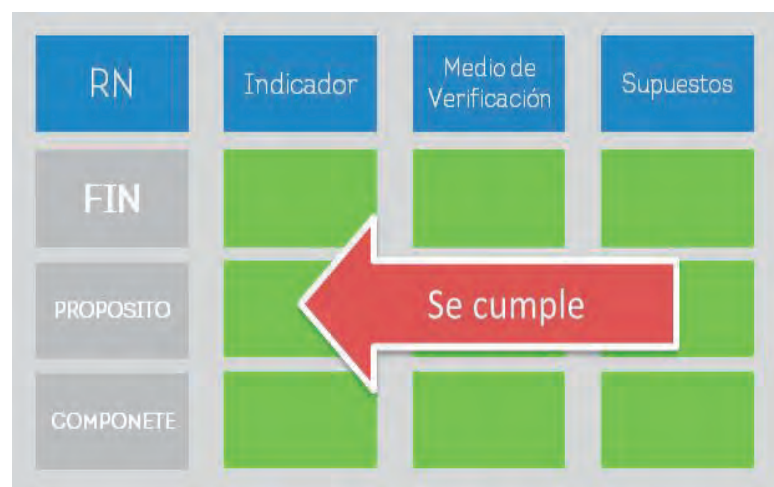 RN
Indicador
Medio de
Verificación
Supuestos
FIN
PROPOSITO
Se cumple
COMPONETE